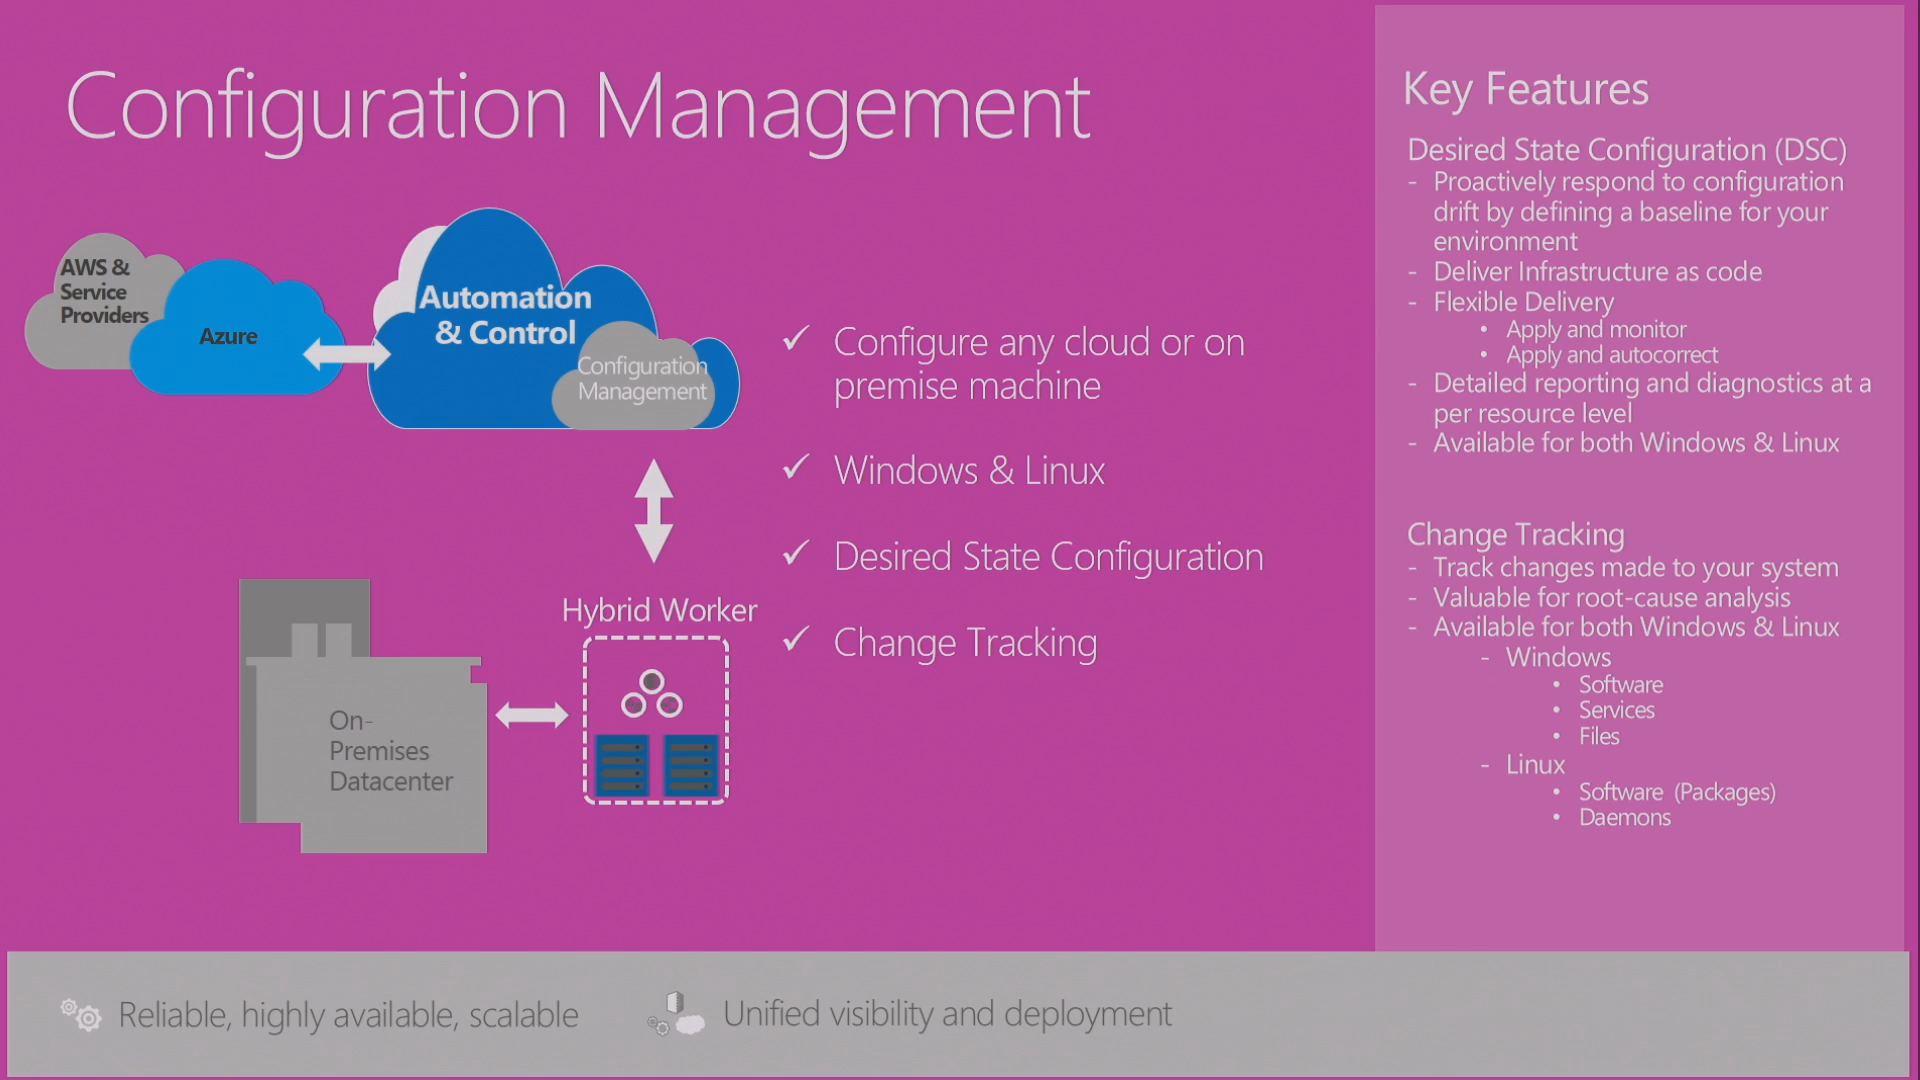 Configuration Management
AWS &
Service
Providers
Azure
Automation
& Control
Configuration
Management
✓ Configure any cloud or on
premise machine
✓ Windows & Linux
✓ Desired State Configuration
✓ Change Tracking
Hybrid Worker
On-
Premises
Datacenter
Key Features
Desired State Configuration (DSC)
- Proactively respond to configuration
drift by defining a baseline for your
environment
- Deliver Infrastructure as code
- Flexible Delivery
• Apply and monitor
• Apply and autocorrect
- Detailed reporting and diagnostics at a
per resource level
- Available for both Windows & Linux
Change Tracking
- Track changes made to your system
- Valuable for root-cause analysis
- Available for both Windows & Linux
- Windows
• Software
• Services
• Files
- Linux
• Software (Packages)
• Daemons
Reliable, highly available, scalable
Unified visibility and deployment